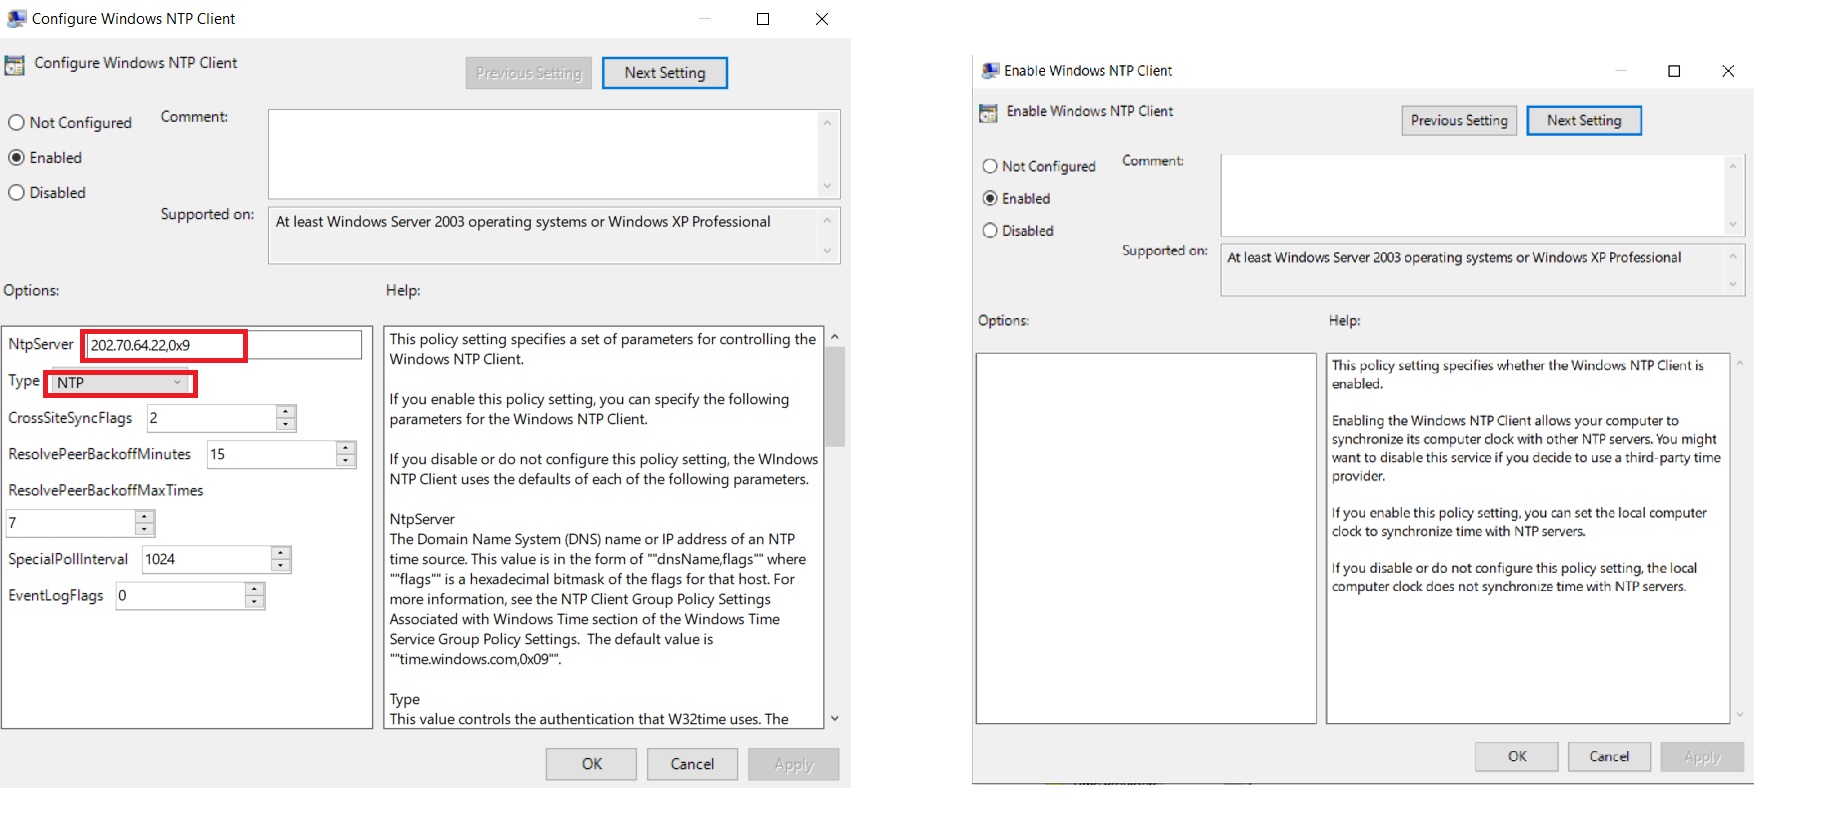 Configure Windows NTP Client
Configure Windows NTP Client
Previous Setting
Next Setting
Not Configured
Comment:
Enabled
Disabled
Supported on:
At least Windows Server 2003 operating systems or Windows XP Professional
Options:
Help:
NtpServer 202.70.64.22,0x9
Type NTP
CrossSiteSyncFlags 2
ResolvePeerBackoffMinutes 15
ResolvePeerBackoffMaxTimes
7
SpecialPollInterval 1024
EventLogFlags 0
This policy setting specifies a set of parameters for controlling the
Windows NTP Client.
If you enable this policy setting, you can specify the following
parameters for the Windows NTP Client.
If you disable or do not configure this policy setting, the WIndows
NTP Client uses the defaults of each of the following parameters.
NtpServer
The Domain Name System (DNS) name or IP address of an NTP
time source. This value is in the form of ""dnsName,flags"" where
""flags"" is a hexadecimal bitmask of the flags for that host. For
more information, see the NTP Client Group Policy Settings
Associated with Windows Time section of the Windows Time
Service Group Policy Settings.  The default value is
""time.windows.com,0x09"".
Type
This value controls the authentication that W32time uses. The
OK
Cancel
Apply
Enable Windows NTP Client
Enable Windows NTP Client
Previous Setting
Next Setting
Not Configured
Comment:
Enabled
Disabled
Supported on:
At least Windows Server 2003 operating systems or Windows XP Professional
Options:
Help:
This policy setting specifies whether the Windows NTP Client is
enabled.
Enabling the Windows NTP Client allows your computer to
synchronize its computer clock with other NTP servers. You might
want to disable this service if you decide to use a third-party time
provider.
If you enable this policy setting, you can set the local computer
clock to synchronize time with NTP servers.
If you disable or do not configure this policy setting, the local
computer clock does not synchronize time with NTP servers.
OK
Cancel
Apply